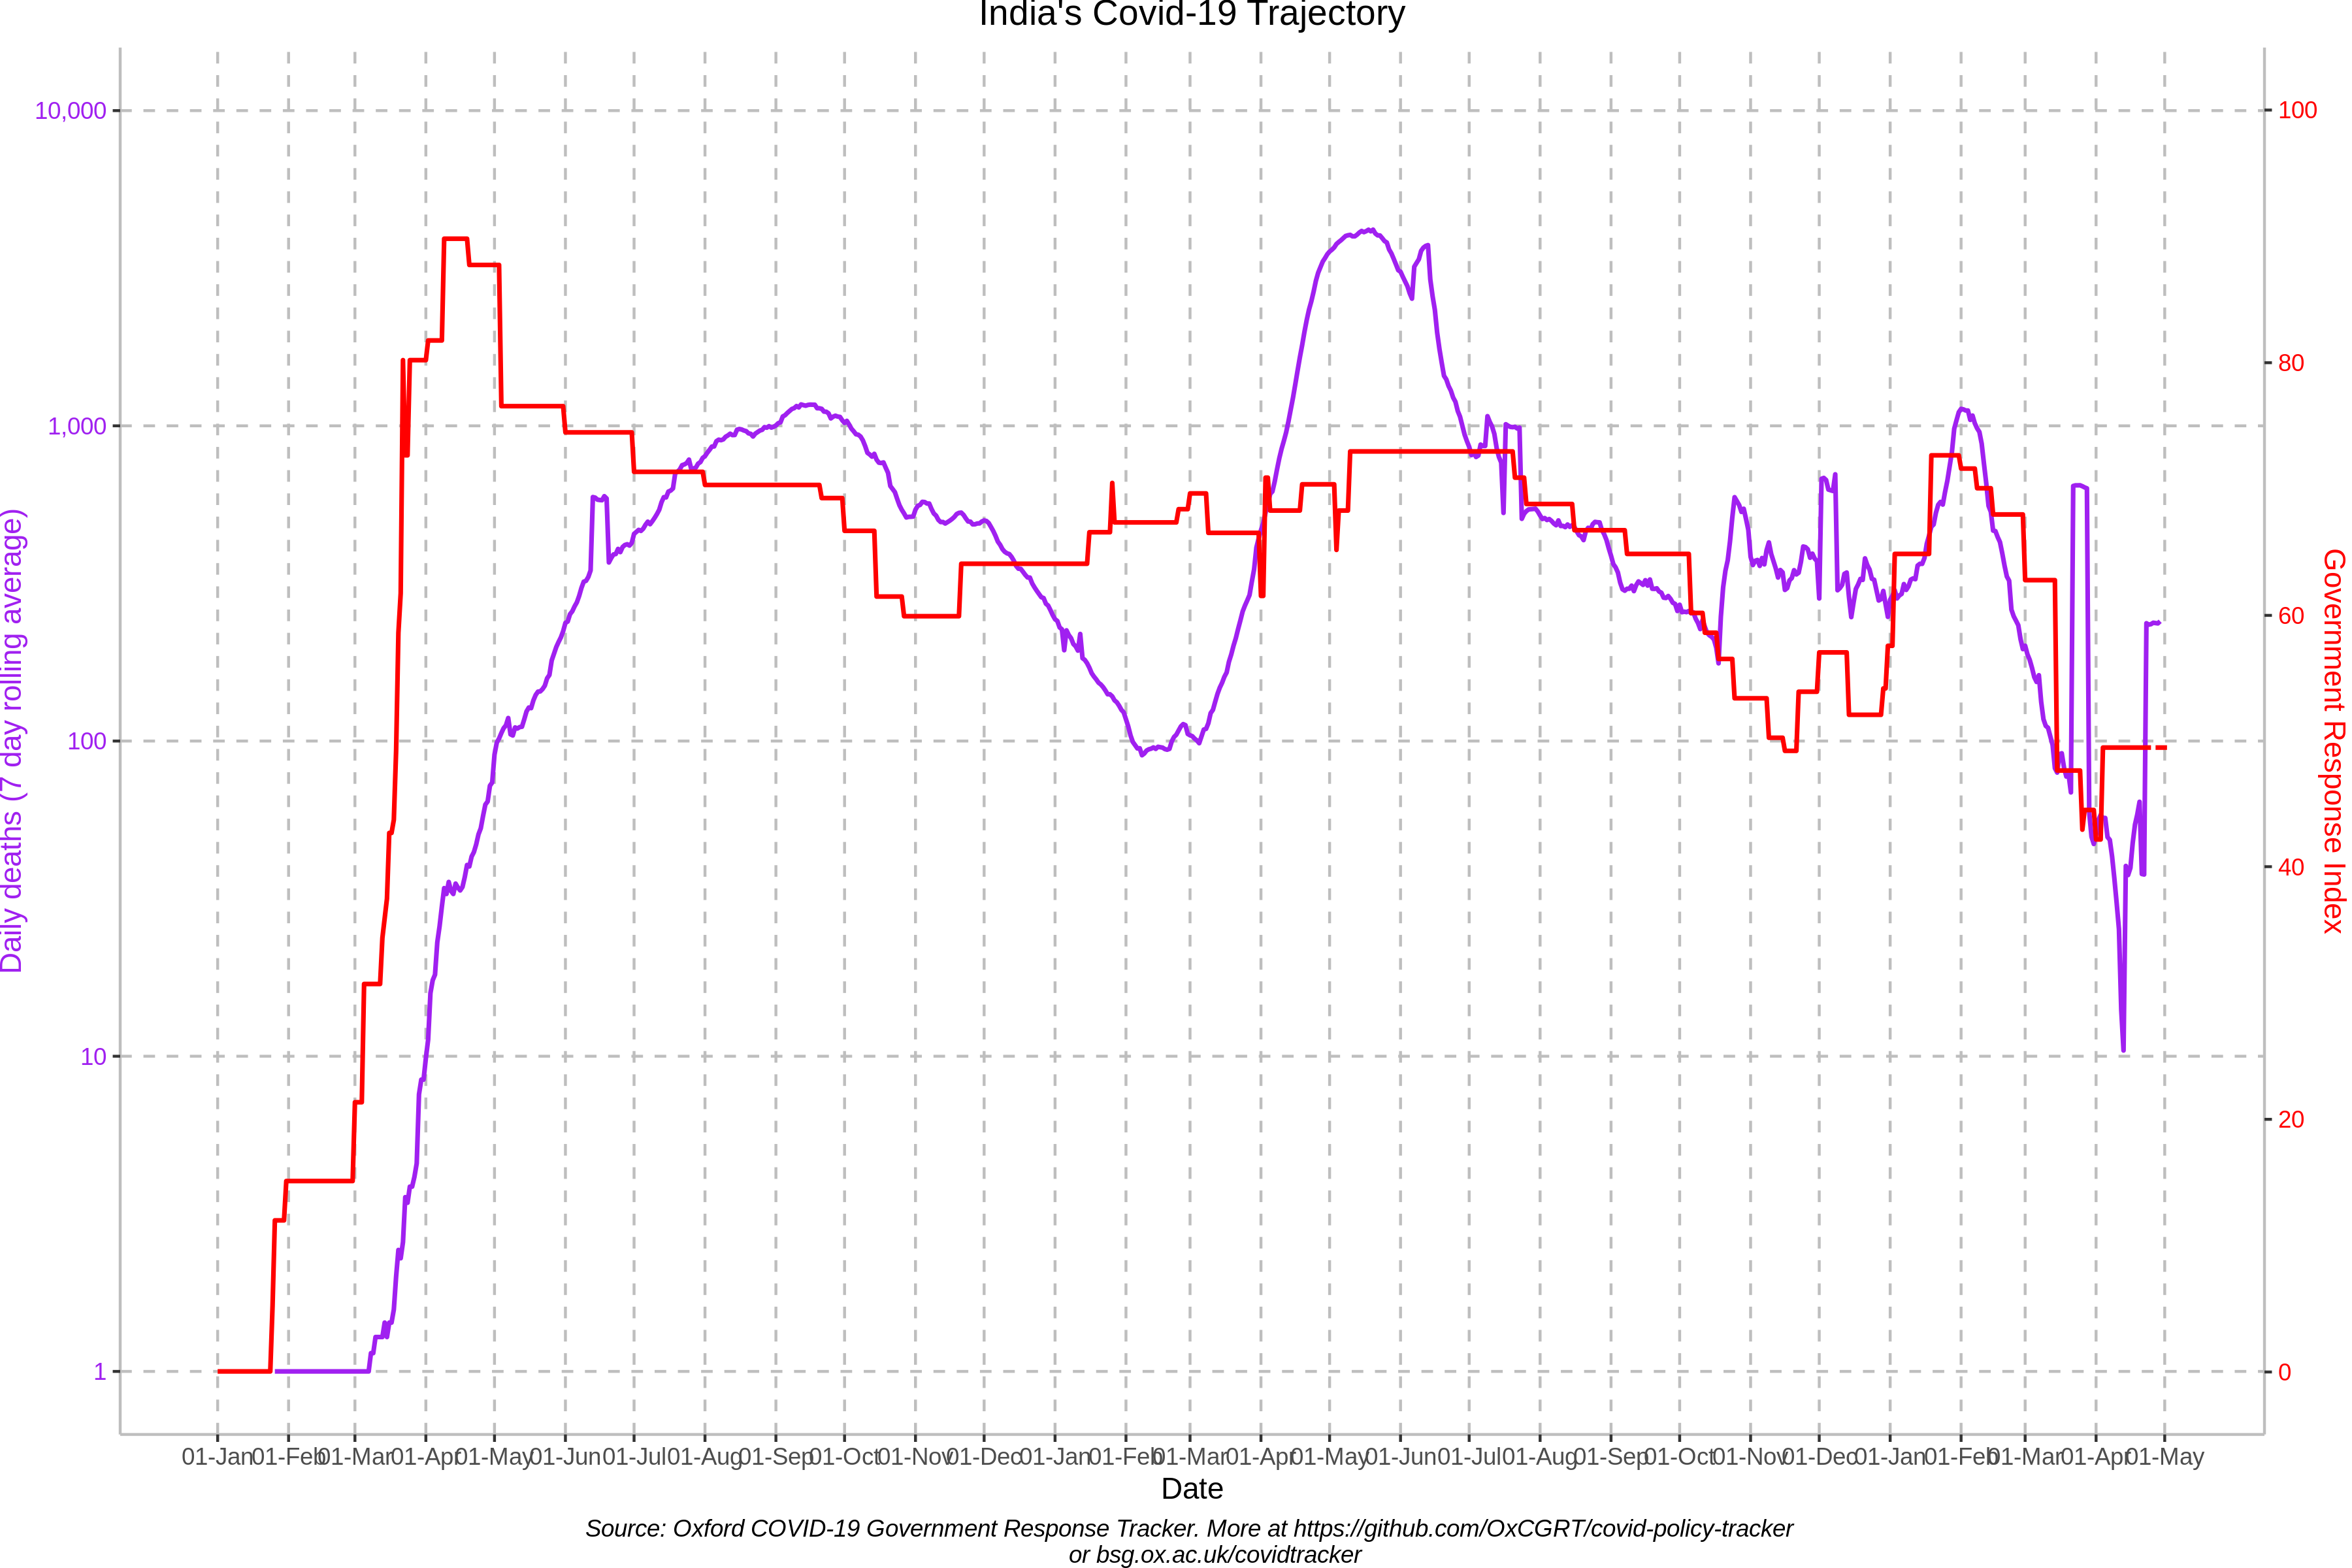 India's Covid-19 Trajectory
10,000
1,000
100
10
1
Daily deaths (7 day rolling average)
100
80
60
40
20
0
Government Response Index
01-Jan 01-Feb 01-Mar 01-Apr 01-May 01-Jun 01-Jul 01-Aug 01-Sep 01-Oct 01-Nov 01-Dec 01-Jan 01-Feb 01-Mar 01-Apr 01-May 01-Jun 01-Jul 01-Aug 01-Sep 01-Oct 01-Nov 01-Dec 01-Jan 01-Feb 01-Mar 01-Apr 01-May
Date
Source: Oxford COVID-19 Government Response Tracker. More at https://github.com/OxCGRT/covid-policy-tracker
or bsg.ox.ac.uk/covidtracker